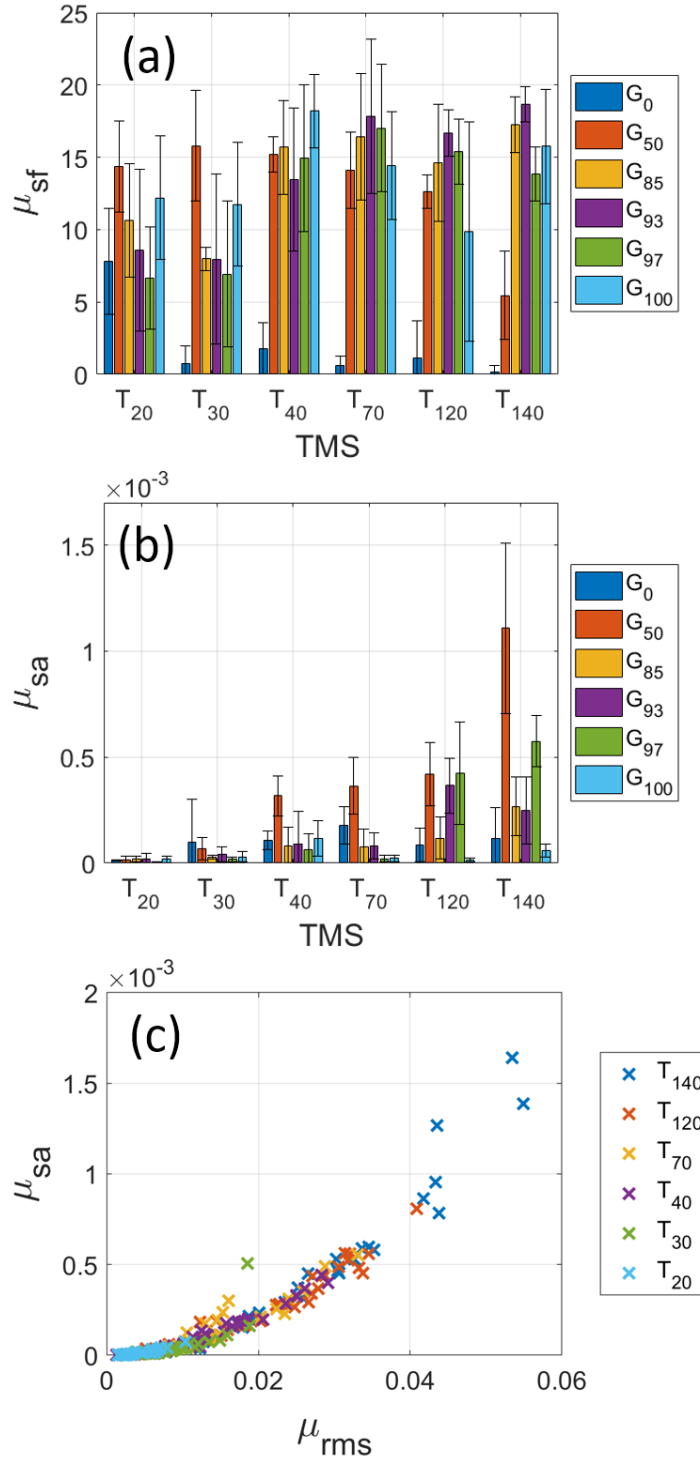 (a)
25
20
15
10
5
0
μsf
T20 T30 T40 T70 T120 T140
TMS
G0
G50
G85
G93
G97
G100
×10-3
(b)
1.5
1
0.5
0
μsa
T20 T30 T40 T70 T120 T140
TMS
G0
G50
G85
G93
G97
G100
×10-3
(c)
2
1.5
1
0.5
0
μsa
0 0.02 0.04 0.06
μrms
T140
T120
T70
T40
T30
T20